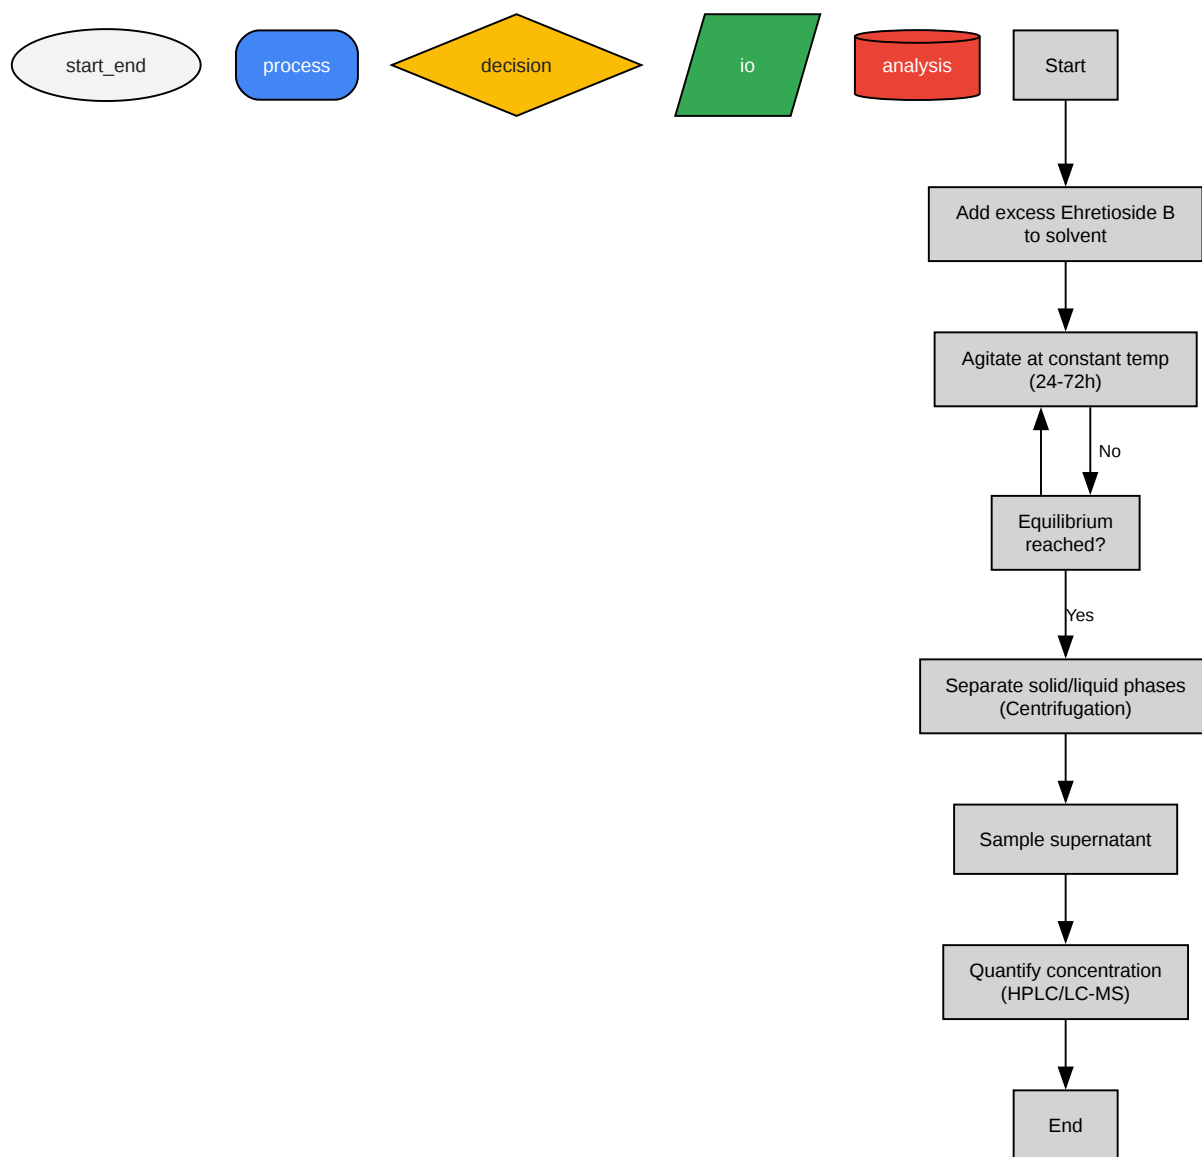 start_end
process
decision
io
analysis
Start
Add excess Ehretioside B
to solvent
Agitate at constant temp
(24-72h)
No
Equilibrium
reached?
Yes
Separate solid/liquid phases
(Centrifugation)
Sample supernatant
Quantify concentration
(HPLC/LC-MS)
End